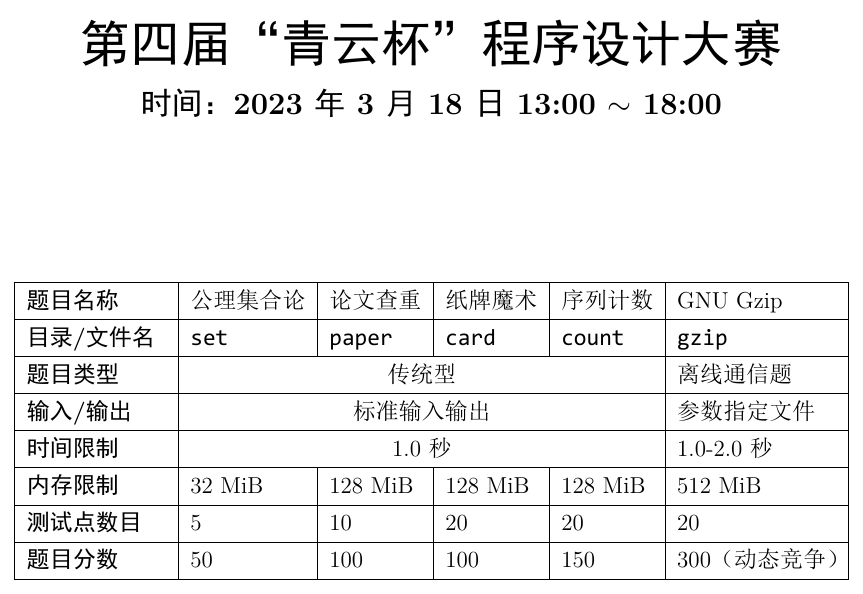 第四届“青云杯”程序设计大赛
时间：2023 年 3 月 18 日 13:00 ∼ 18:00
题目名称 公理集合论 论文查重 纸牌魔术 序列计数 GNU Gzip
目录/文件名 set paper card count gzip
题目类型 传统型 离线通信题
输入/输出 标准输入输出 参数指定文件
时间限制 1.0 秒 1.0-2.0 秒
内存限制 32 MiB 128 MiB 128 MiB 128 MiB 512 MiB
测试点数目 5 10 20 20 20
题目分数 50 100 100 150 300（动态竞争）